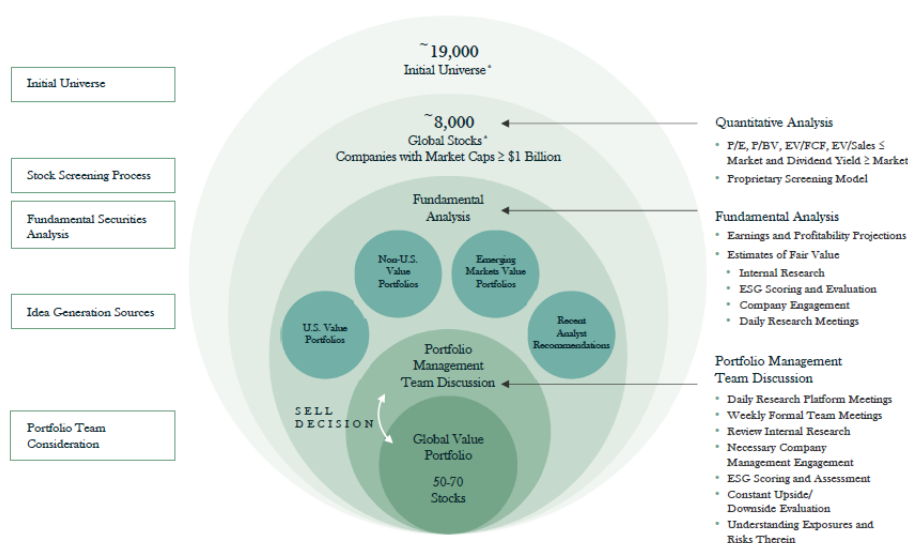 Initial Universe
Stock Screening Process
Fundamental Securities
Analysis
Idea Generation Sources
Portfolio Team
Consideration
~19,000
Initial Universe*
~8,000
Global Stocks*
Companies with Market Caps ≥ $1 Billion
Fundamental
Analysis
Non-U.S.
Value
Portfolios
Emerging
Markets Value
Portfolios
U.S. Value
Portfolios
Recent
Analyst
Recommendations
Portfolio
Management
Team Discussion
SELL
DECISION
Global Value
Portfolio
50-70
Stocks
Quantitative Analysis
• P/E, P/BV, EV/FCF, EV/Sales ≤
Market and Dividend Yield ≥ Market
• Proprietary Screening Model
Fundamental Analysis
• Earnings and Profitability Projections
• Estimates of Fair Value
• Internal Research
• ESG Scoring and Evaluation
• Company Engagement
• Daily Research Meetings
Portfolio Management
Team Discussion
• Daily Research Platform Meetings
• Weekly Formal Team Meetings
• Review Internal Research
• Necessary Company
Management Engagement
• ESG Scoring and Assessment
• Constant Upside/
Downside Evaluation
• Understanding Exposures and
Risks Therein